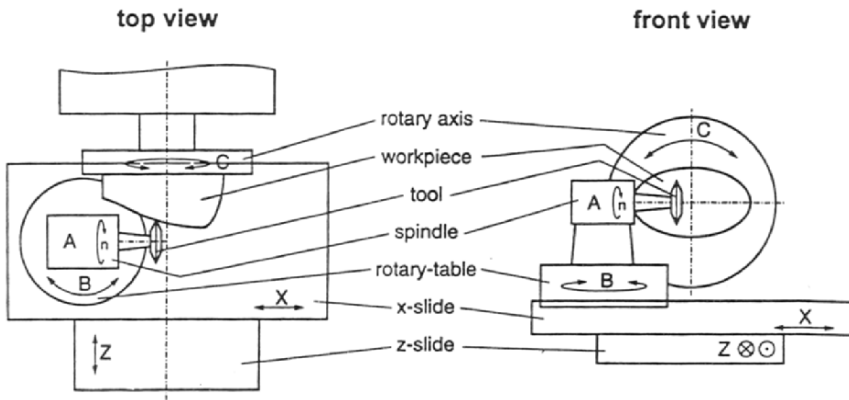 top view
front view
rotary axis
workpiece
tool
spindle
rotary-table
x-slide
z-slide
C
A
n
B
X
Z
C
A
n
B
X
Z